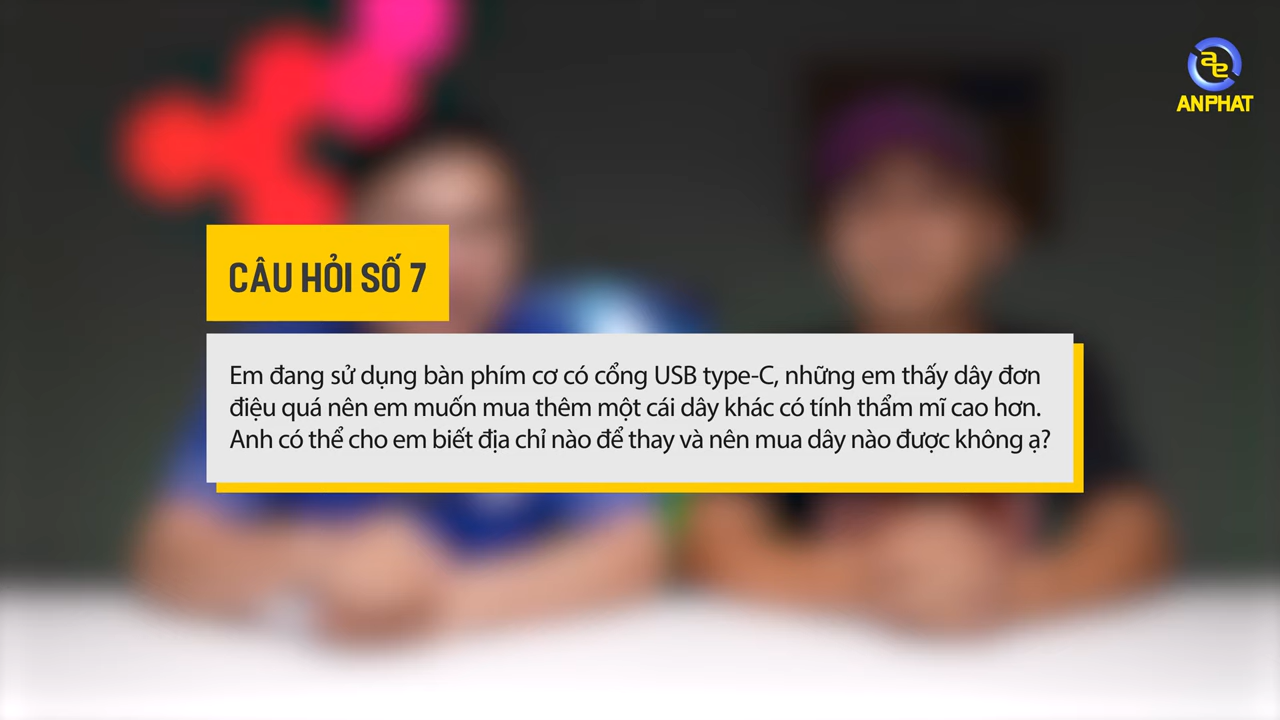 ae
ANPHAT
CÂU HỎI SỐ 7
Em đang sử dụng bàn phím cơ có cổng USB type-C, những em thấy dây đơn
điệu quá nên em muốn mua thêm một cái dây khác có tính thẩm mĩ cao hơn.
Anh có thể cho em biết địa chỉ nào để thay và nên mua dây nào được không ạ?